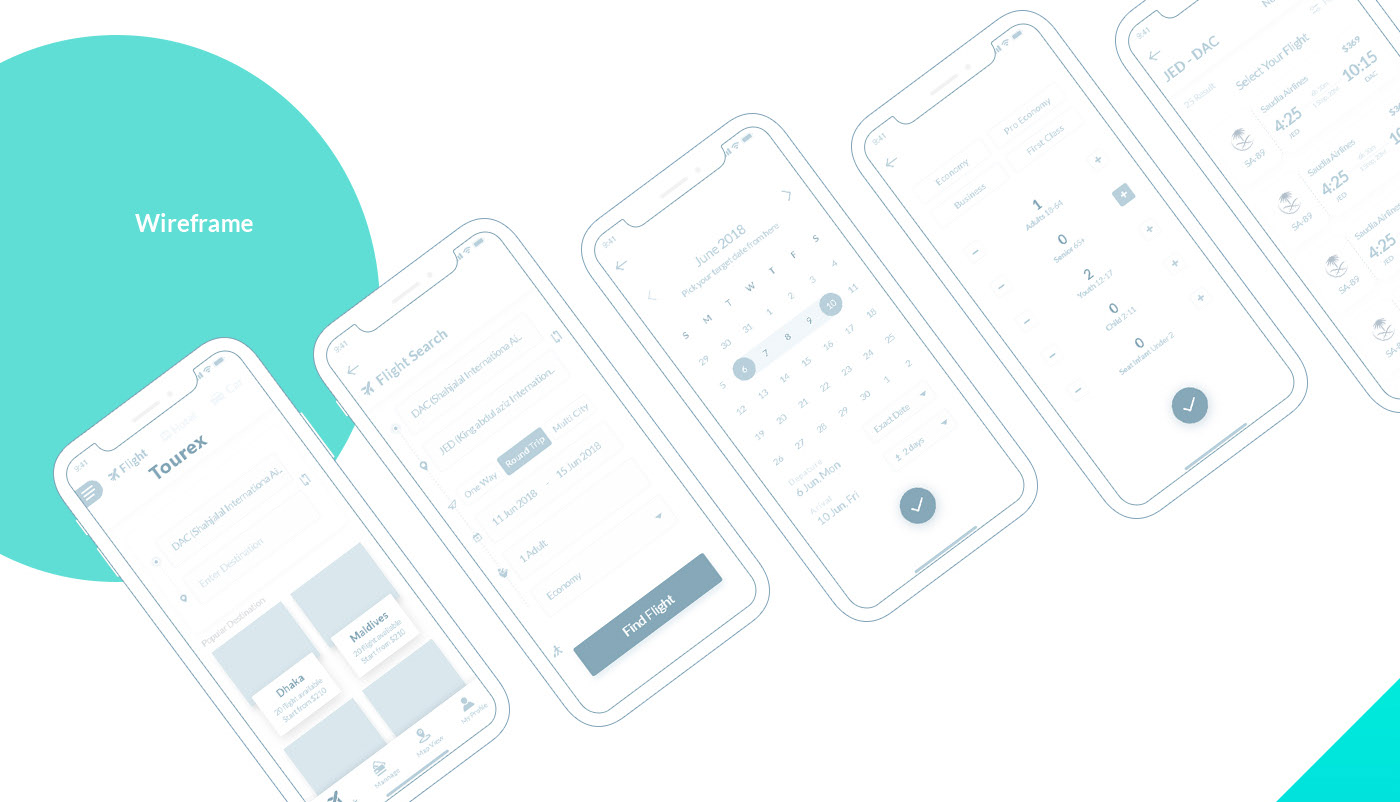 Wireframe
9:41
Flight
Hotel
Car
Tourex
DAC (Shahjalal Internationa Ai..
Enter Destination
Popular Destination
Dhaka
20 flight available
Start from $210
Maldives
20 flight available
Start from $210
Manage
Map View
My Profile
9:41
Flight Search
DAC (Shahjalal Internationa Ai..
JED (King abdul aziz Internation..
One Way
Round Trip
Multi City
11 Jun 2018 - 15 Jun 2018
1 Adult
Economy
Find Flight
9:41
June 2018
Pick your target date from here
S M T W T F S
29 30 31 1 2 3 4
5 6 7 8 9 10 11
12 13 14 15 16 17 18
19 20 21 22 23 24 25
26 27 28 29 30 1 2
Departure
6 Jun, Mon
Exact Date
Arrival
10 Jun, Fri
± 2 days
9:41
Economy
Pro Economy
Business
First Class
1
Adults 18-64
0
Senior 65+
2
Youth 12-17
0
Child 2-11
0
Seat Infant Under 2
9:41
JED - DAC
Select Your Flight
Saudia Airlines
$369
4:25
10:15
JED
DAC
SA-89
Saudia Airlines
4:25
JED
SA-89
Saudia Airlines
4:25
JED
SA-89